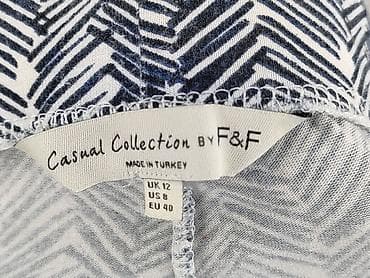 Casual Collection BY F&F
MADE IN TURKEY
UK 12
US 8
EU 40